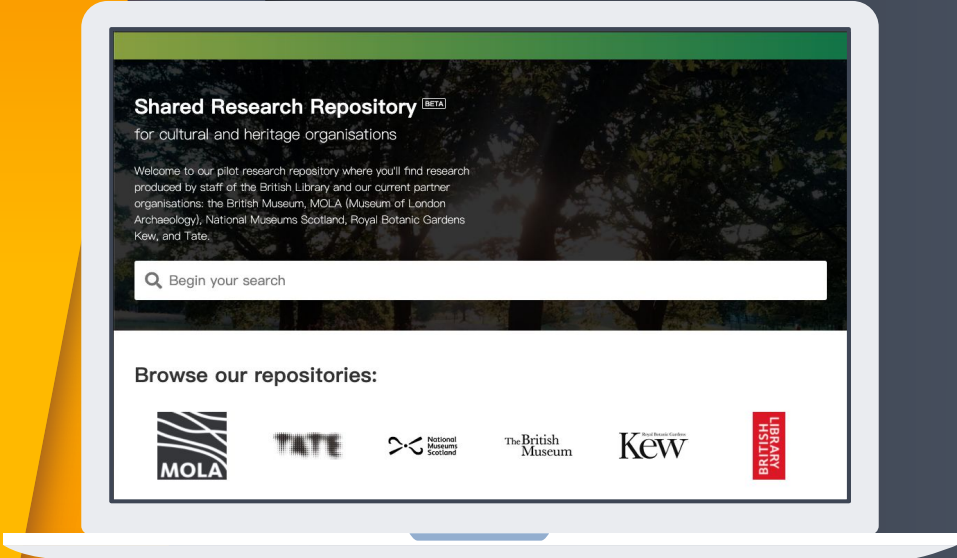 Shared Research Repository BETA
for cultural and heritage organisations
Welcome to our pilot research repository where you'll find research
produced by staff of the British Library and our current partner
organisations: the British Museum, MOLA (Museum of London
Archaeology), National Museums Scotland, Royal Botanic Gardens
Kew, and Tate.
Begin your search
Browse our repositories:
MOLA
TATE
National
Museums
Scotland
The British
Museum
Royal Botanic Gardens
Kew
BRITISH
LIBRARY